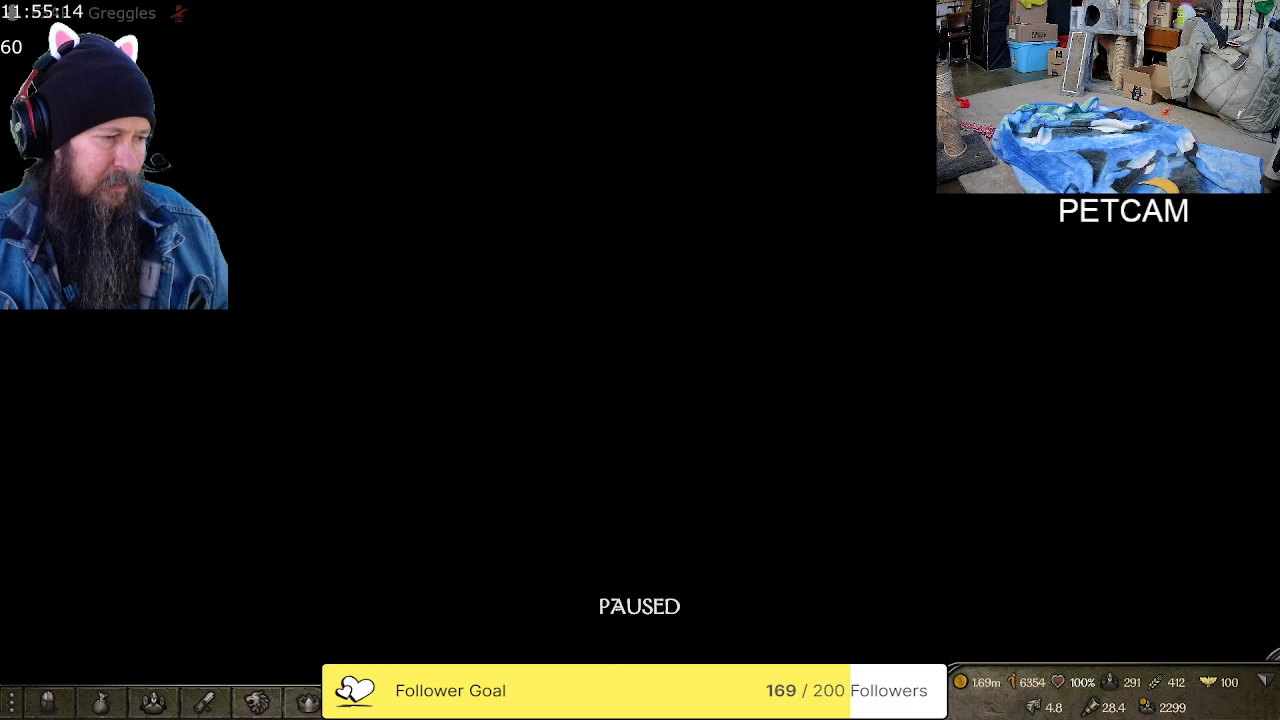 11:55:14
Greggles
60
PETCAM
PAUSED
Follower Goal
169 / 200 Followers
1.69m 6354 100% 291 412 100
4.8 28.4 2299